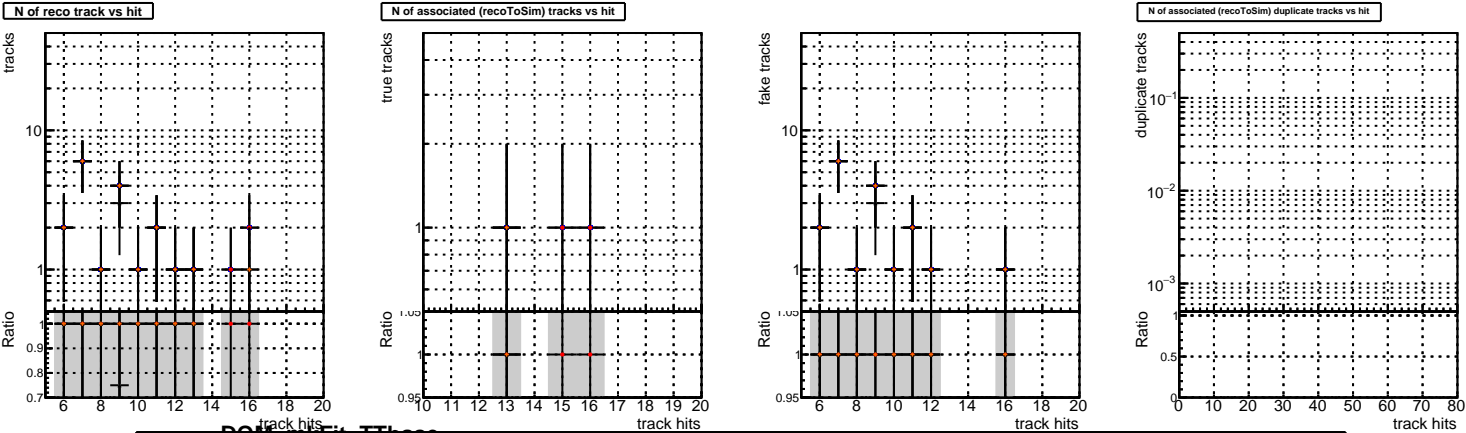 N of reco track vs hit
tracks
10
1
Ratio
1
0.9
0.8
0.7
6 8 10 12 14 16 18 20
track hits
N of associated (recoToSim) tracks vs hit
true tracks
1
Ratio
1.05
1
0.95
10 11 12 13 14 15 16 17 18 19 20
track hits
fake tracks
10
1
Ratio
1.05
1
0.95
6 8 10 12 14 16 18 20
track hits
N of associated (recoToSim) duplicate tracks vs hit
duplicate tracks
10⁻¹
10⁻²
10⁻³
Ratio
1
0.5
0
0 10 20 30 40 50 60 70 80
track hits